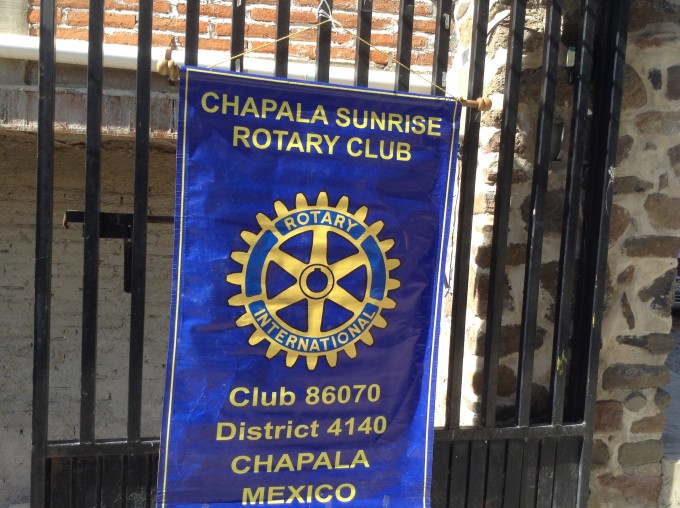 CHAPALA SUNRISE
ROTARY CLUB
ROTARY
INTERNATIONAL
Club 86070
District 4140
CHAPALA
MEXICO